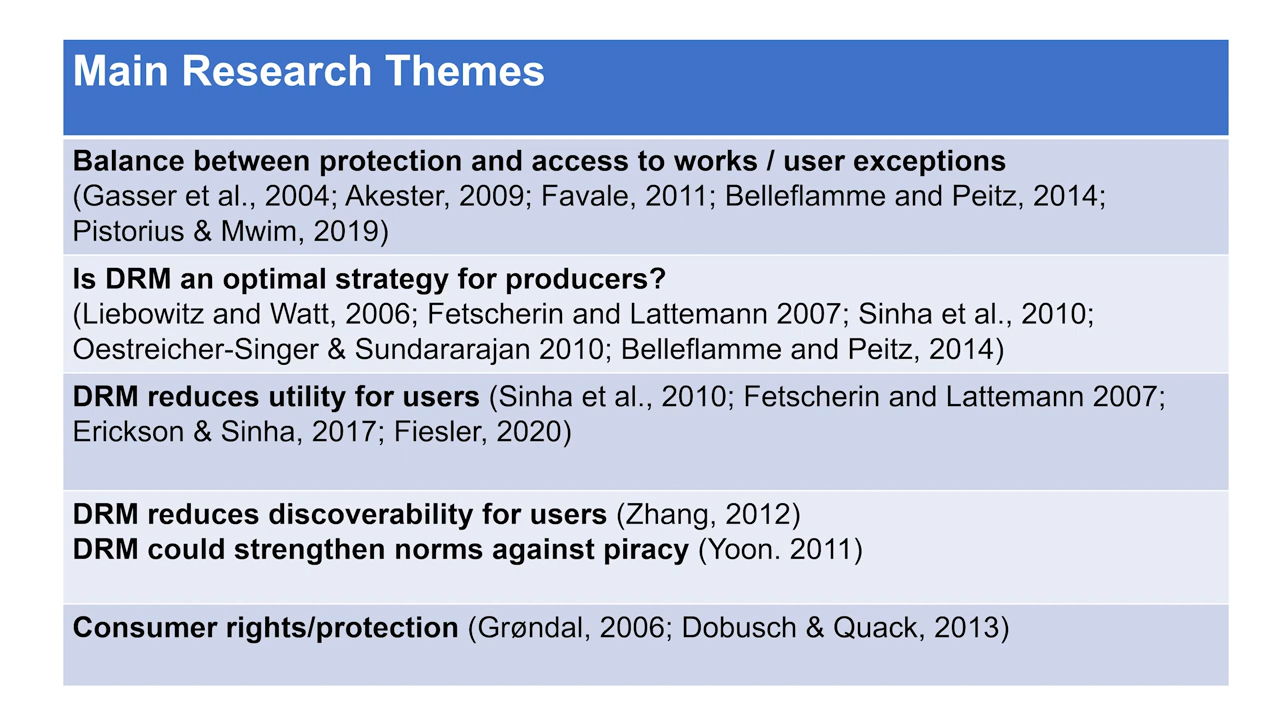 Main Research Themes
Balance between protection and access to works / user exceptions
(Gasser et al., 2004; Akester, 2009; Favale, 2011; Belleflamme and Peitz, 2014;
Pistorius & Mwim, 2019)
Is DRM an optimal strategy for producers?
(Liebowitz and Watt, 2006; Fetscherin and Lattemann 2007; Sinha et al., 2010;
Oestreicher-Singer & Sundararajan 2010; Belleflamme and Peitz, 2014)
DRM reduces utility for users (Sinha et al., 2010; Fetscherin and Lattemann 2007;
Erickson & Sinha, 2017; Fiesler, 2020)
DRM reduces discoverability for users (Zhang, 2012)
DRM could strengthen norms against piracy (Yoon. 2011)
Consumer rights/protection (Grøndal, 2006; Dobusch & Quack, 2013)